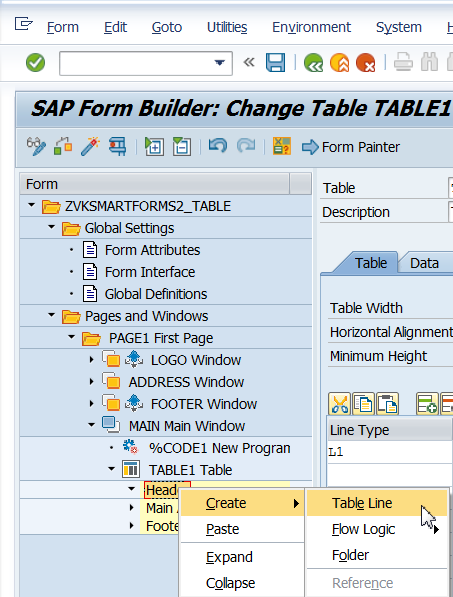 Form Edit Goto Utilities Environment System
SAP Form Builder: Change Table TABLE1
Form Painter
Form
Table
ZVKSMARTFORMS2_TABLE
Description
Global Settings
Form Attributes
Table Data
Form Interface
Global Definitions
Table Width
Pages and Windows
Horizontal Alignment
PAGE1 First Page
Minimum Height
LOGO Window
ADDRESS Window
FOOTER Window
MAIN Main Window
Line Type
%CODE1 New Program
L1
TABLE1 Table
Create
Table Line
Main
Paste
Flow Logic
Expand
Folder
Collapse
Reference